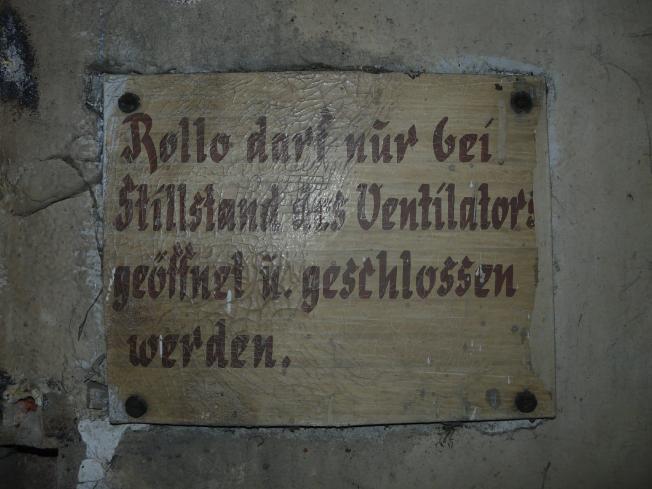 Rollo darf nur bei
Stillstand des Ventilators
geöffnet u. geschlossen
werden.